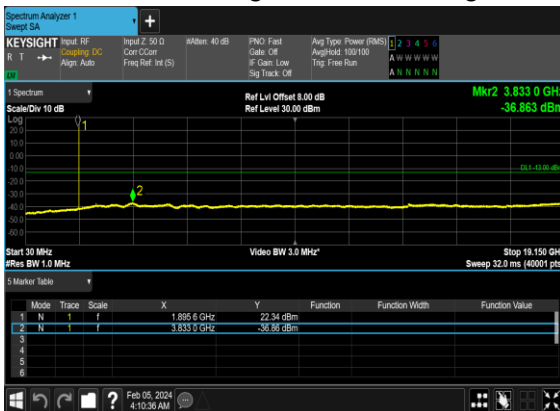 Spectrum Analyzer 1
Swept SA
+
KEYSIGHT Input: RF Input Z: 50 Ω #Atten: 40 dB PNO: Fast Avg Type: Power (RMS) 1 2 3 4 5 6
R T Coupling: DC Corr CCorr Gate: Off Avg|Hold: 100/100 A W W W W W
Align: Auto Freq Ref: Int (S) IF Gain: Low Trig: Free Run
Sig Track: Off A N N N N N
1 Spectrum Ref Lvl Offset 8.00 dB Mkr2 3.833 0 GHz
Scale/Div 10 dB Ref Level 30.00 dBm -36.863 dBm
Log
20.0 1
10.0
0.00
-10.0 DL1 -13.00 dBm
-20.0
-30.0 2
-40.0
-50.0
-60.0
Start 30 MHz Video BW 3.0 MHz* Stop 19.150 GH
#Res BW 1.0 MHz Sweep 32.0 ms (40001 pts
5 Marker Table
Mode Trace Scale X Y Function Function Width Function Value
1 N 1 f 1.895 6 GHz 22.34 dBm
2 N 1 f 3.833 0 GHz -36.86 dBm
3
4
5
6
? Feb 05, 2024
4:10:36 AM